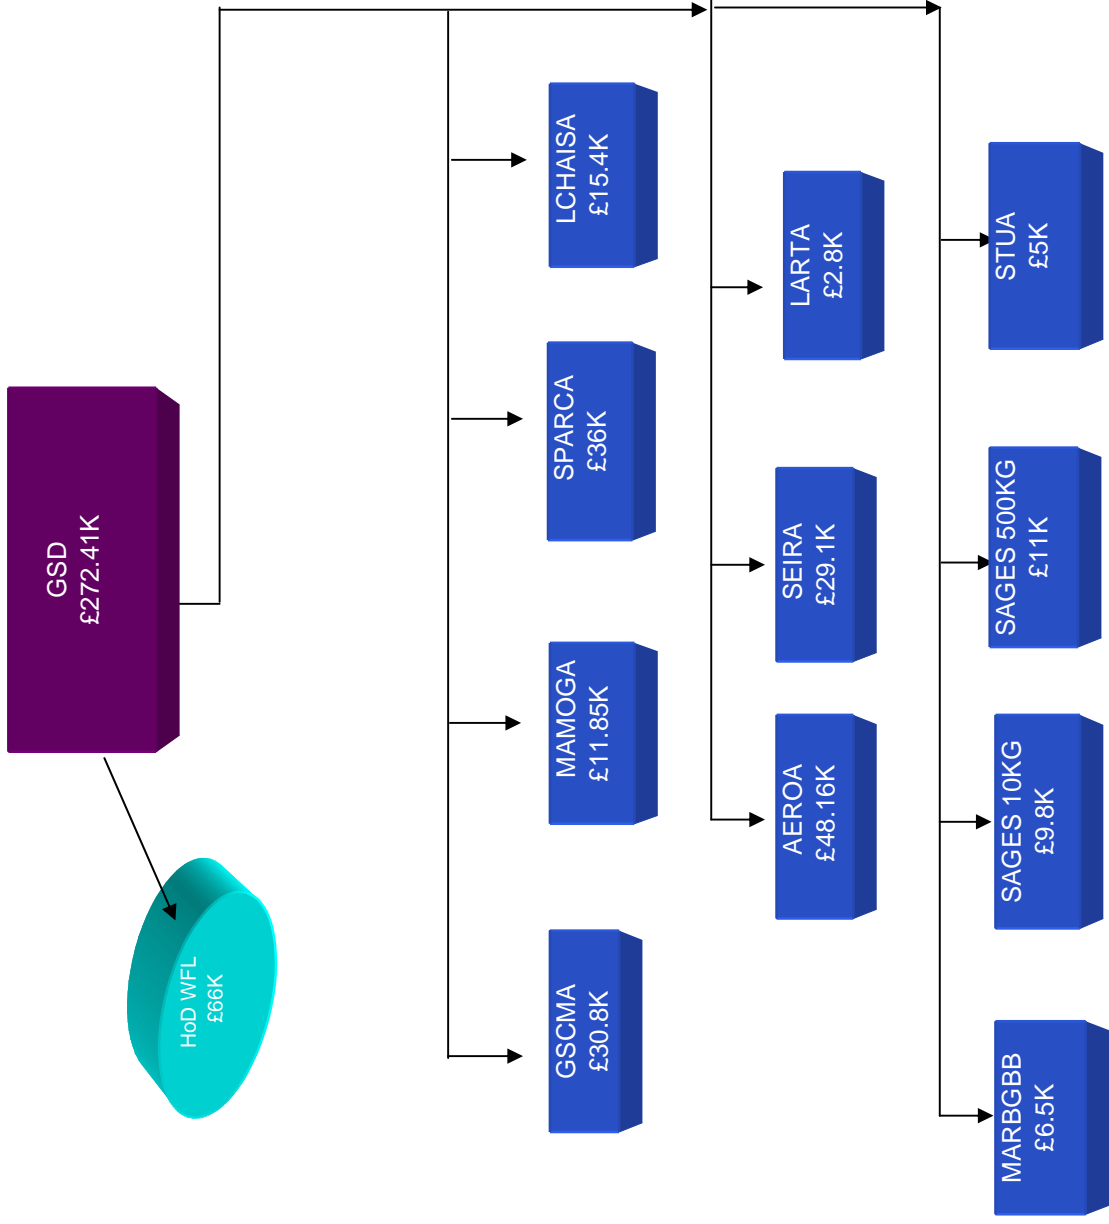 GSD
£272.41K
HoD WFL
£66K
GSCMA
£30.8K
MAMOGA
£11.85K
SPARCA
£36K
LCHAISA
£15.4K
AEROA
£48.16K
SEIRA
£29.1K
LARTA
£2.8K
MARBGBB
£6.5K
SAGES 10KG
£9.8K
SAGES 500KG
£11K
STUA
£5K